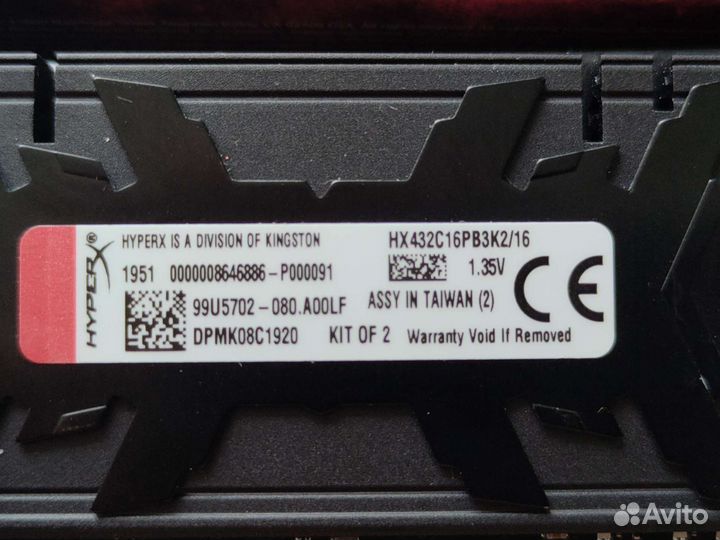 HYPERX®
HYPERX IS A DIVISION OF KINGSTON
HX432C16PB3K2/16
1951 0000008646886-P000091
1.35V
99U5702-080.A00LF
ASSY IN TAIWAN (2)
CE
DPMK08C1920
KIT OF 2
Warranty Void If Removed
Avito